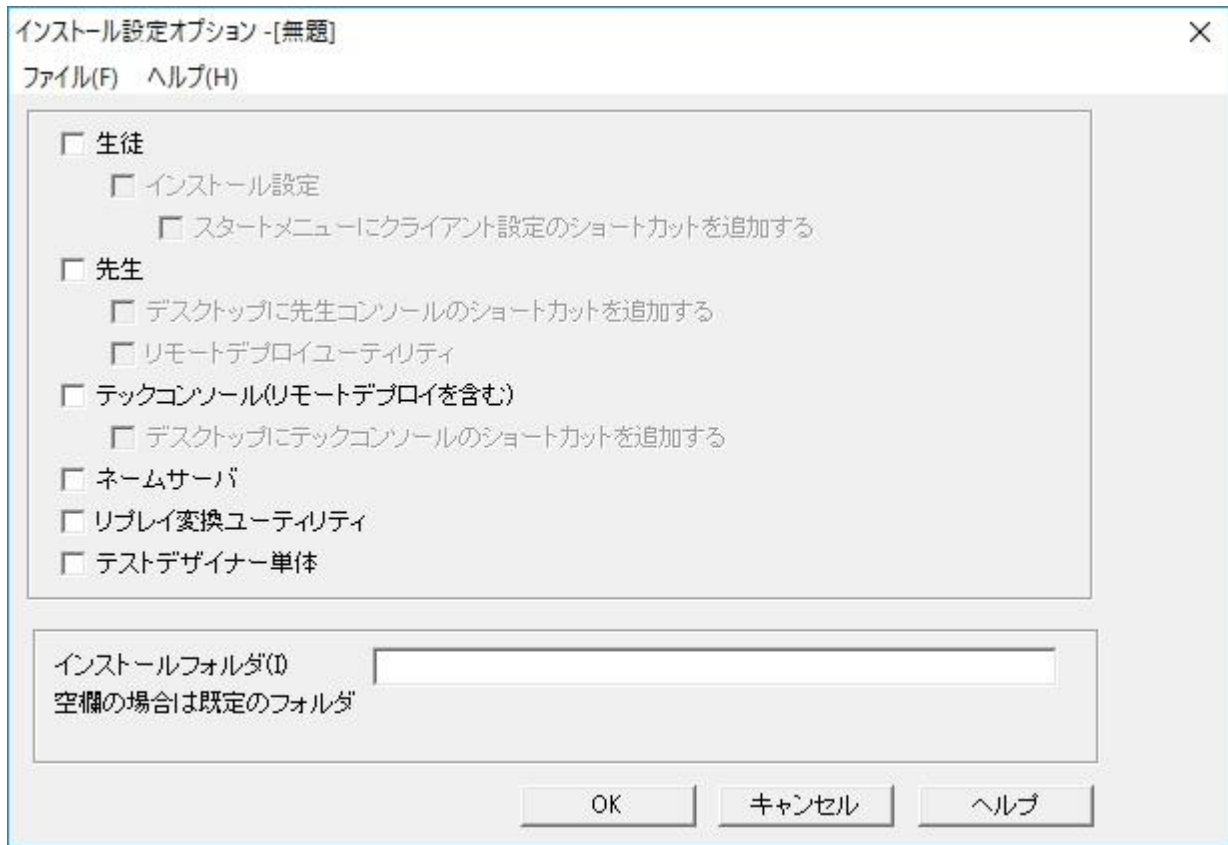 インストール設定オプション -[無題]
ファイル(F) ヘルプ(H)
生徒
インストール設定
スタートメニューにクライアント設定のショートカットを追加する
先生
デスクトップに先生コンソールのショートカットを追加する
リモートデプロイユーティリティ
テックコンソール(リモートデプロイを含む)
デスクトップにテックコンソールのショートカットを追加する
ネームサーバ
リプレイ変換ユーティリティ
テストデザイナー単体
インストールフォルダ(I)
空欄の場合は既定のフォルダ
OK キャンセル ヘルプ